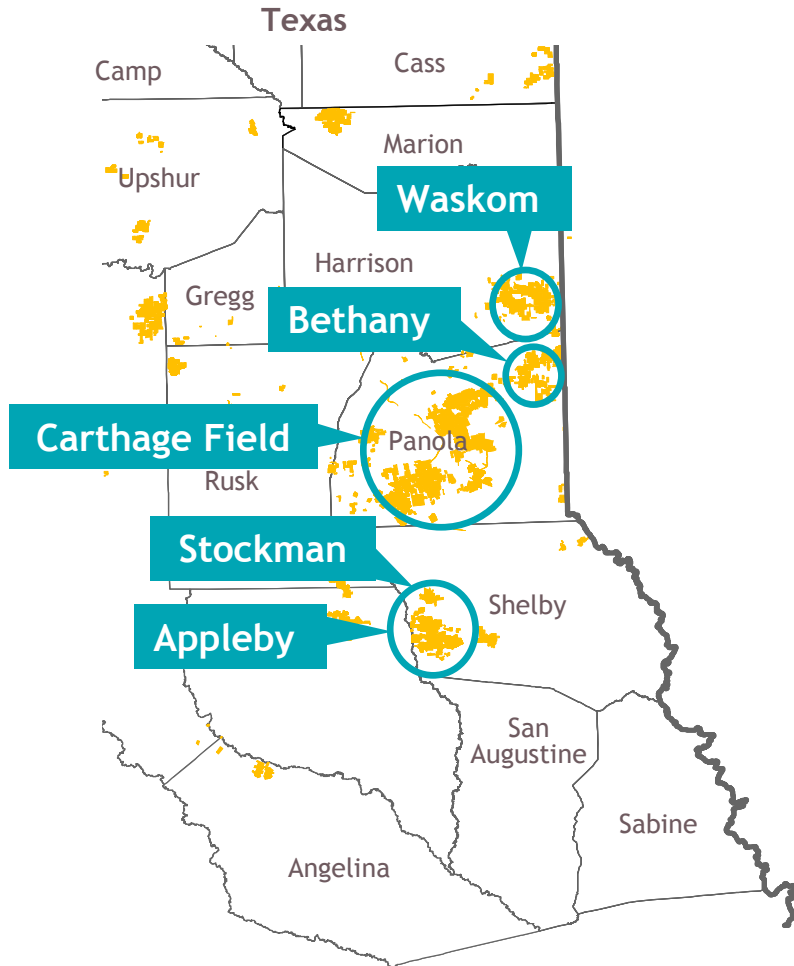 Texas
Camp
Cass
Marion
Upshur
Waskom
Harrison
Gregg
Bethany
Carthage Field
Panola
Rusk
Stockman
Shelby
Appleby
San
Augustine
Sabine
Angelina